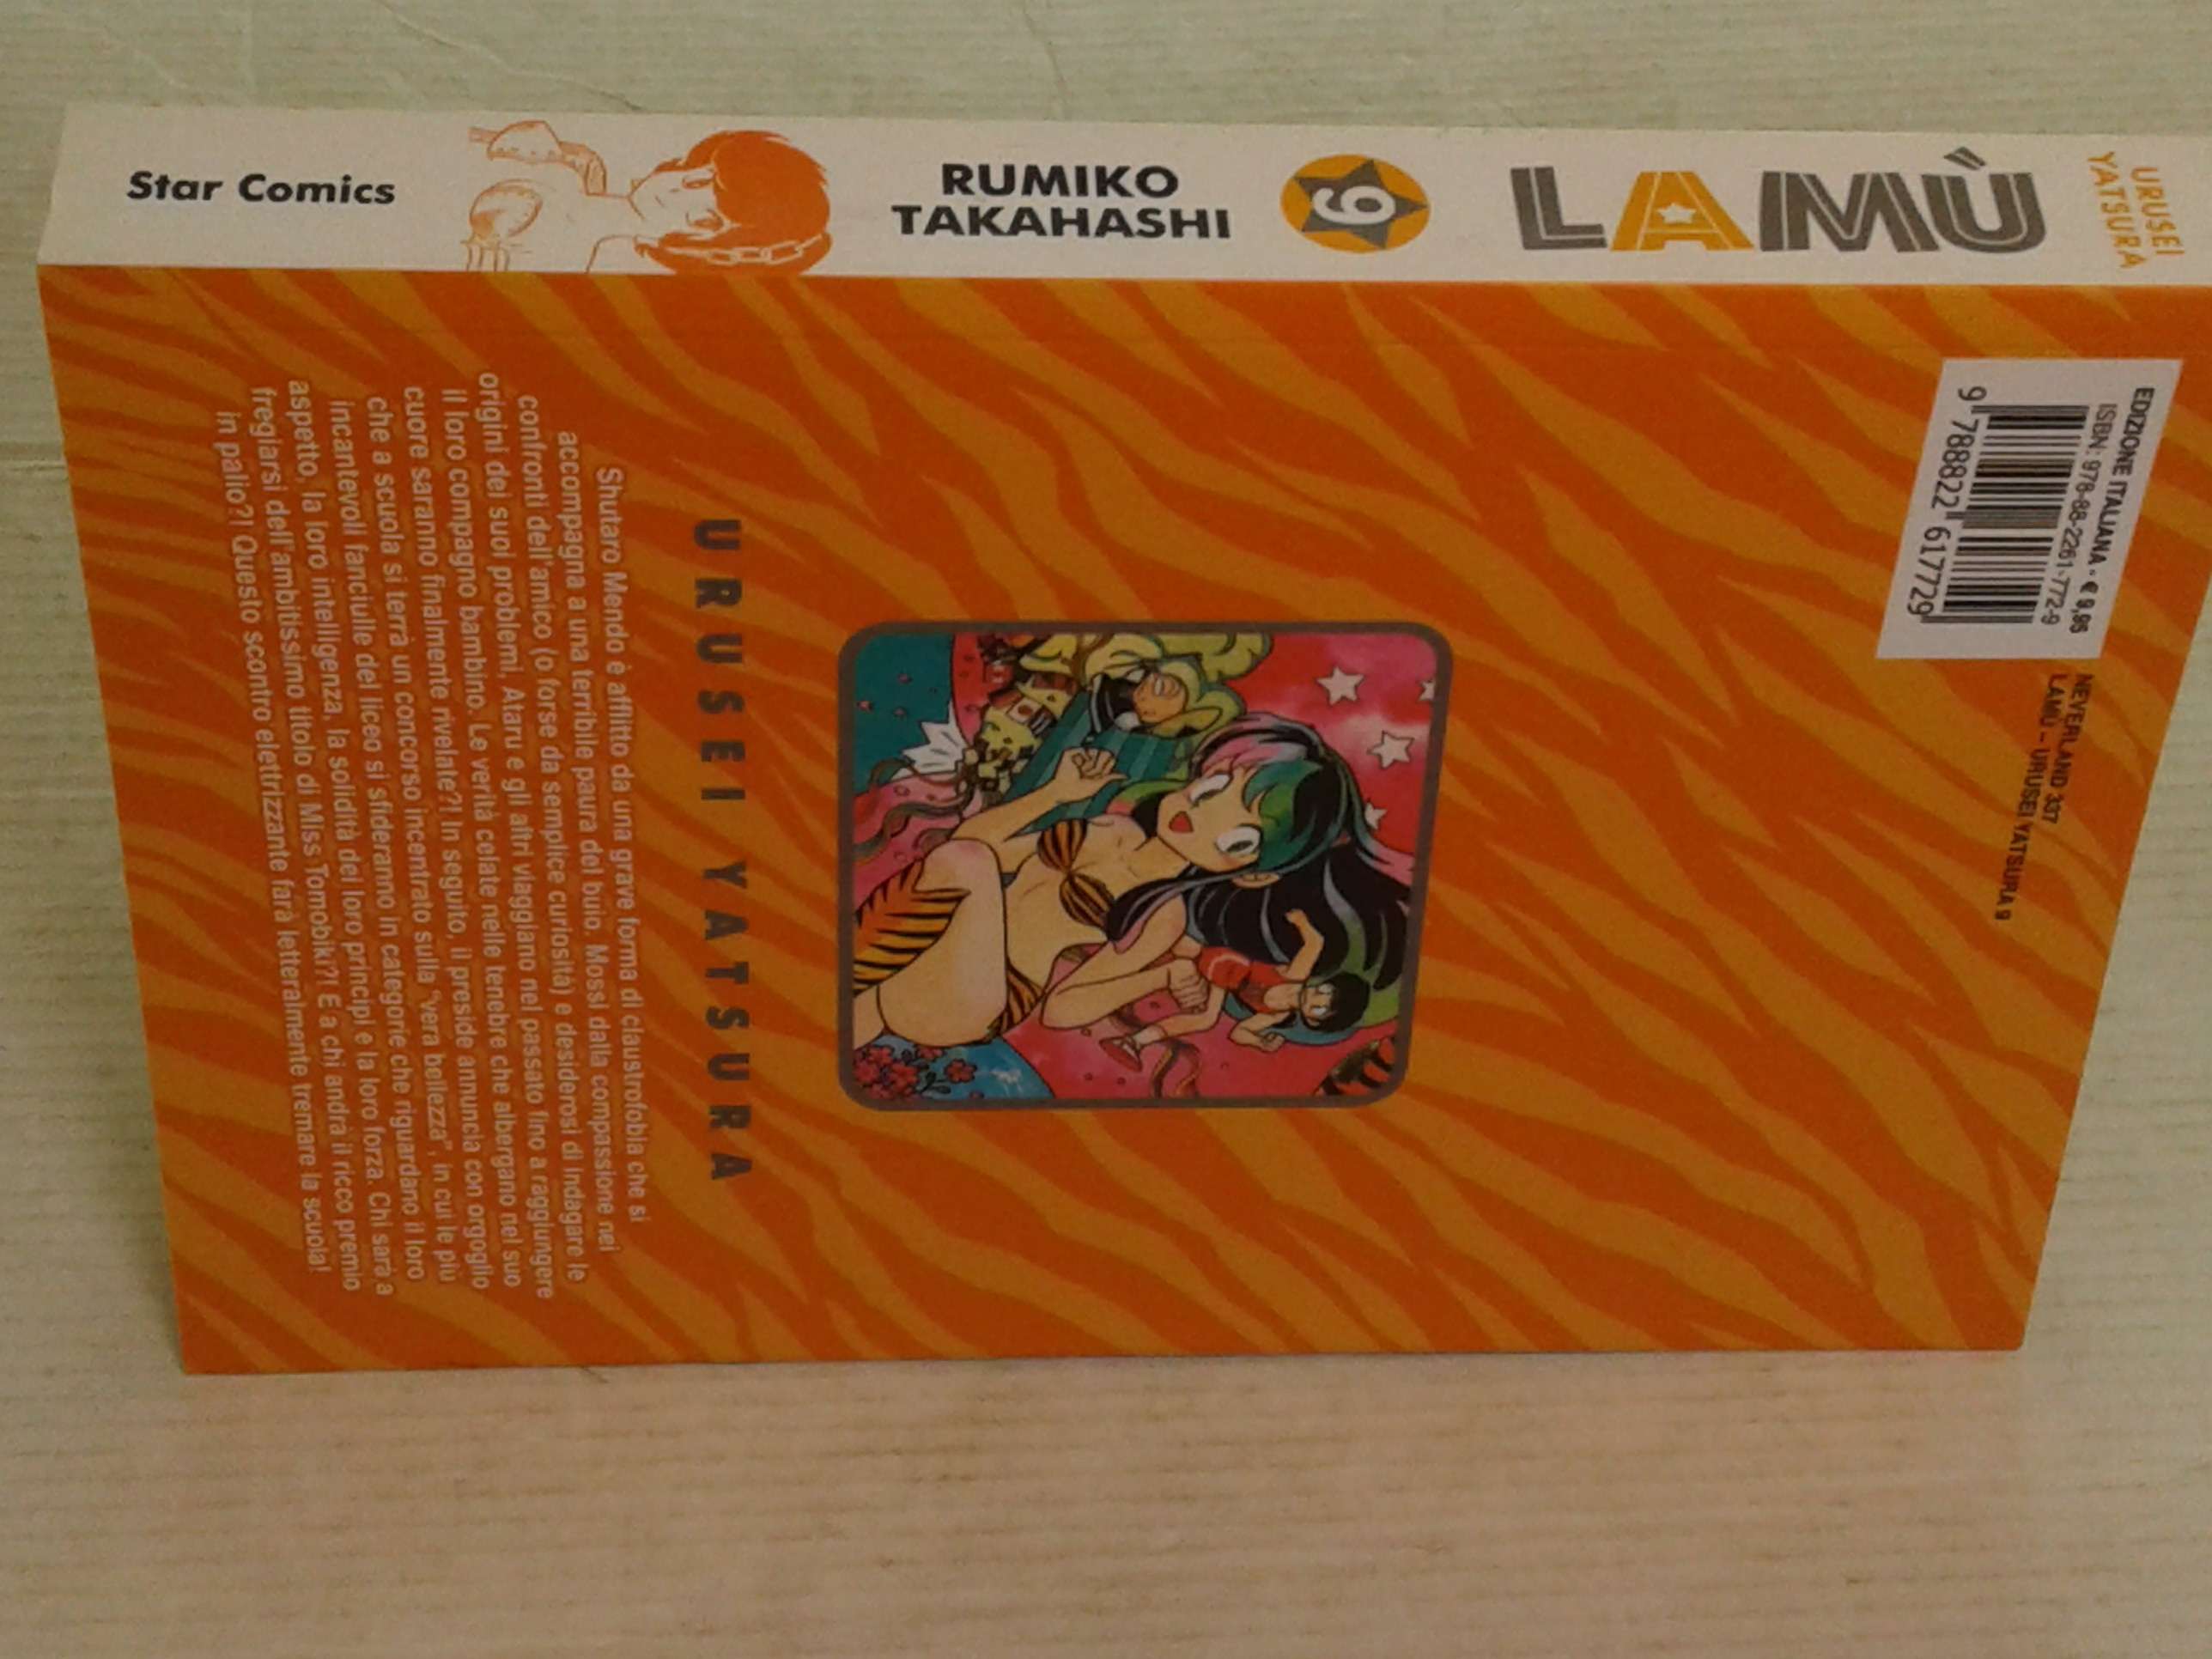 Star Comics
RUMIKO
TAKAHASHI
9
LAMÙ
URUSEI
YATSURA
EDIZIONE ITALIANA - € 9,95
ISBN: 978-88-2261-772-9
9 788822 617729
NEVERLAND 337
LAMÙ – URUSEI YATSURA 9
URUSEI YATSURA
Shutaro Mendo è afflitto da una grave forma di claustrofobia che si
accompagna a una terribile paura del buio. Mossi dalla compassione nei
confronti dell'amico (o forse da semplice curiosità) e desiderosi di indagare le
origini dei suoi problemi, Ataru e gli altri viaggiano nel passato fino a raggiungere
il loro compagno bambino. Le verità celate nelle tenebre che albergano nel suo
cuore saranno finalmente rivelate?! In seguito, il preside annuncia con orgoglio
che a scuola si terrà un concorso incentrato sulla "vera bellezza", in cui le più
incantevoli fanciulle del liceo si sfideranno in categorie che riguardano il loro
aspetto, la loro intelligenza, la solidità dei loro principi e la loro forza. Chi sarà a
fregiarsi dell'ambitissimo titolo di Miss Tomobiki?! E a chi andrà il ricco premio
in palio?! Questo scontro elettrizzante farà letteralmente tremare la scuola!